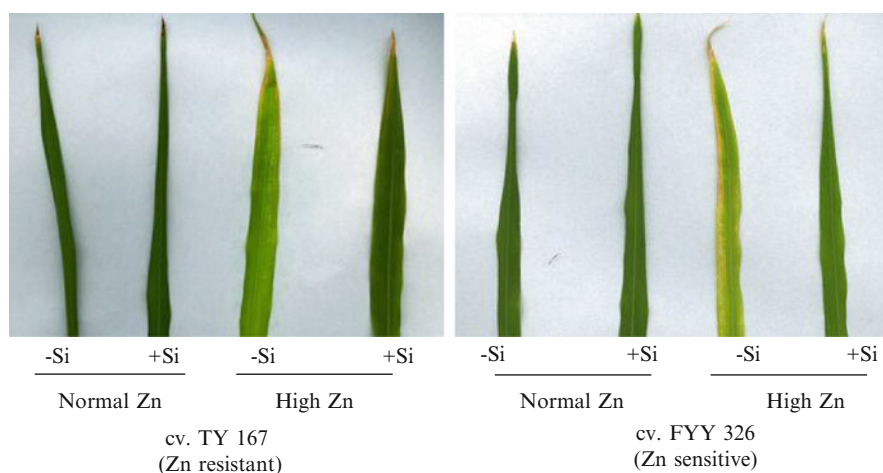 -Si +Si -Si +Si
Normal Zn High Zn
cv. TY 167
(Zn resistant)
-Si +Si -Si +Si
Normal Zn High Zn
cv. FYY 326
(Zn sensitive)